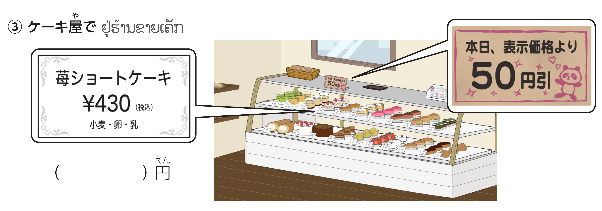 ③ ケーキ屋で ຢູ່ຮ້ານຂາຍເຄັກ
苺ショートケーキ
¥430 (税込)
小麦・卵・乳
本日、表示価格より
50円引
( ) 円